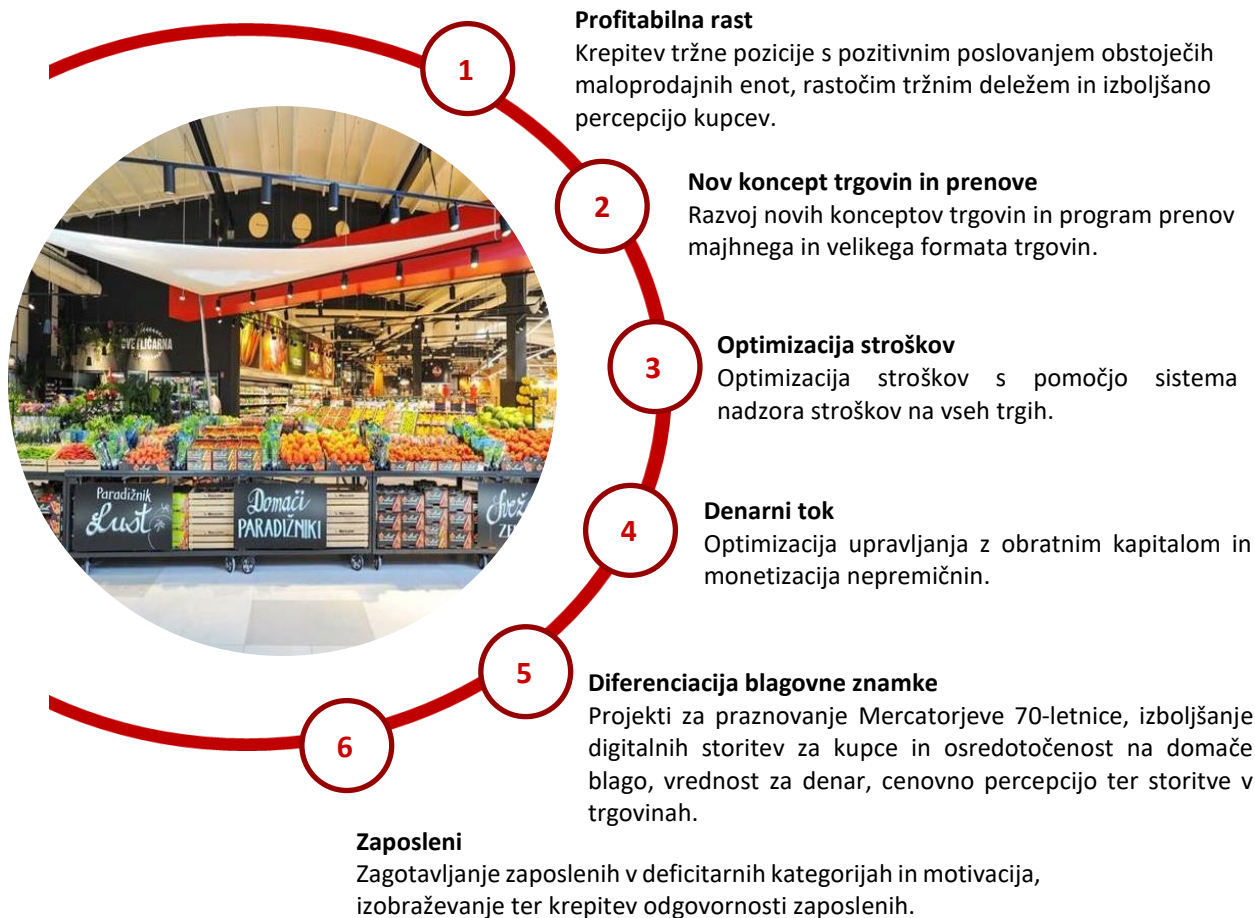 1
Profitabilna rast
Krepitev tržne pozicije s pozitivnim poslovanjem obstoječih
maloprodajnih enot, rastočim tržnim deležem in izboljšano
percepcijo kupcev.
2
Nov koncept trgovin in prenove
Razvoj novih konceptov trgovin in program prenov
majhnega in velikega formata trgovin.
3
Optimizacija stroškov
Optimizacija stroškov s pomočjo sistema
nadzora stroškov na vseh trgih.
4
Denarni tok
Optimizacija upravljanja z obratnim kapitalom in
monetizacija nepremičnin.
5
Diferenciacija blagovne znamke
Projekti za praznovanje Mercatorjeve 70-letnice, izboljšanje
digitalnih storitev za kupce in osredotočenost na domače
blago, vrednost za denar, cenovno percepcijo ter storitve v
trgovinah.
6
Zaposleni
Zagotavljanje zaposlenih v deficitarnih kategorijah in motivacija,
izobraževanje ter krepitev odgovornosti zaposlenih.
CVETLIČARNA
Paradižnik
Lušt
Domači
PARADIŽNIKI